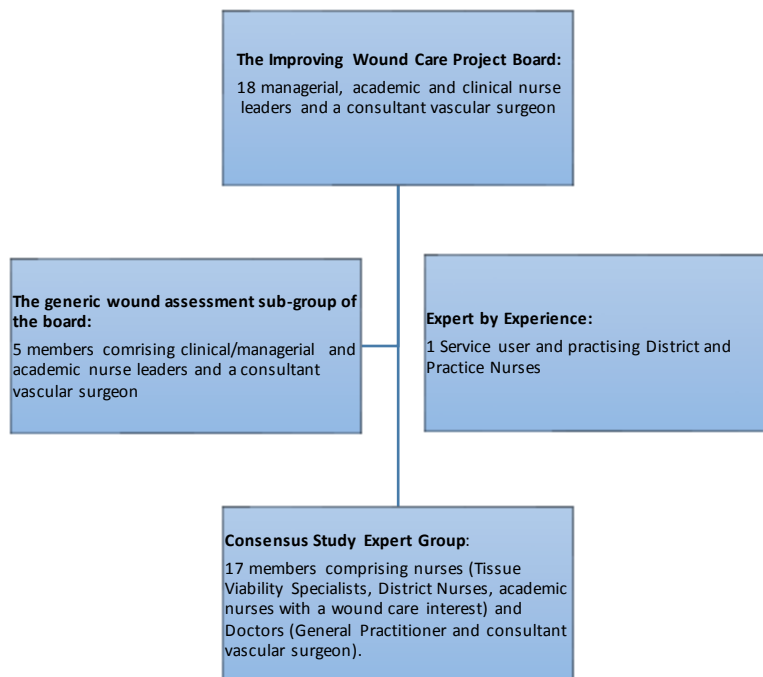 The Improving Wound Care Project Board:
18 managerial, academic and clinical nurse
leaders and a consultant vascular surgeon
The generic wound assessment sub-group of
the board:
5 members comrising clinical/managerial and
academic nurse leaders and a consultant
vascular surgeon
Expert by Experience:
1 Service user and practising District and
Practice Nurses
Consensus Study Expert Group:
17 members comprising nurses (Tissue
Viability Specialists, District Nurses, academic
nurses with a wound care interest) and
Doctors (General Practitioner and consultant
vascular surgeon).